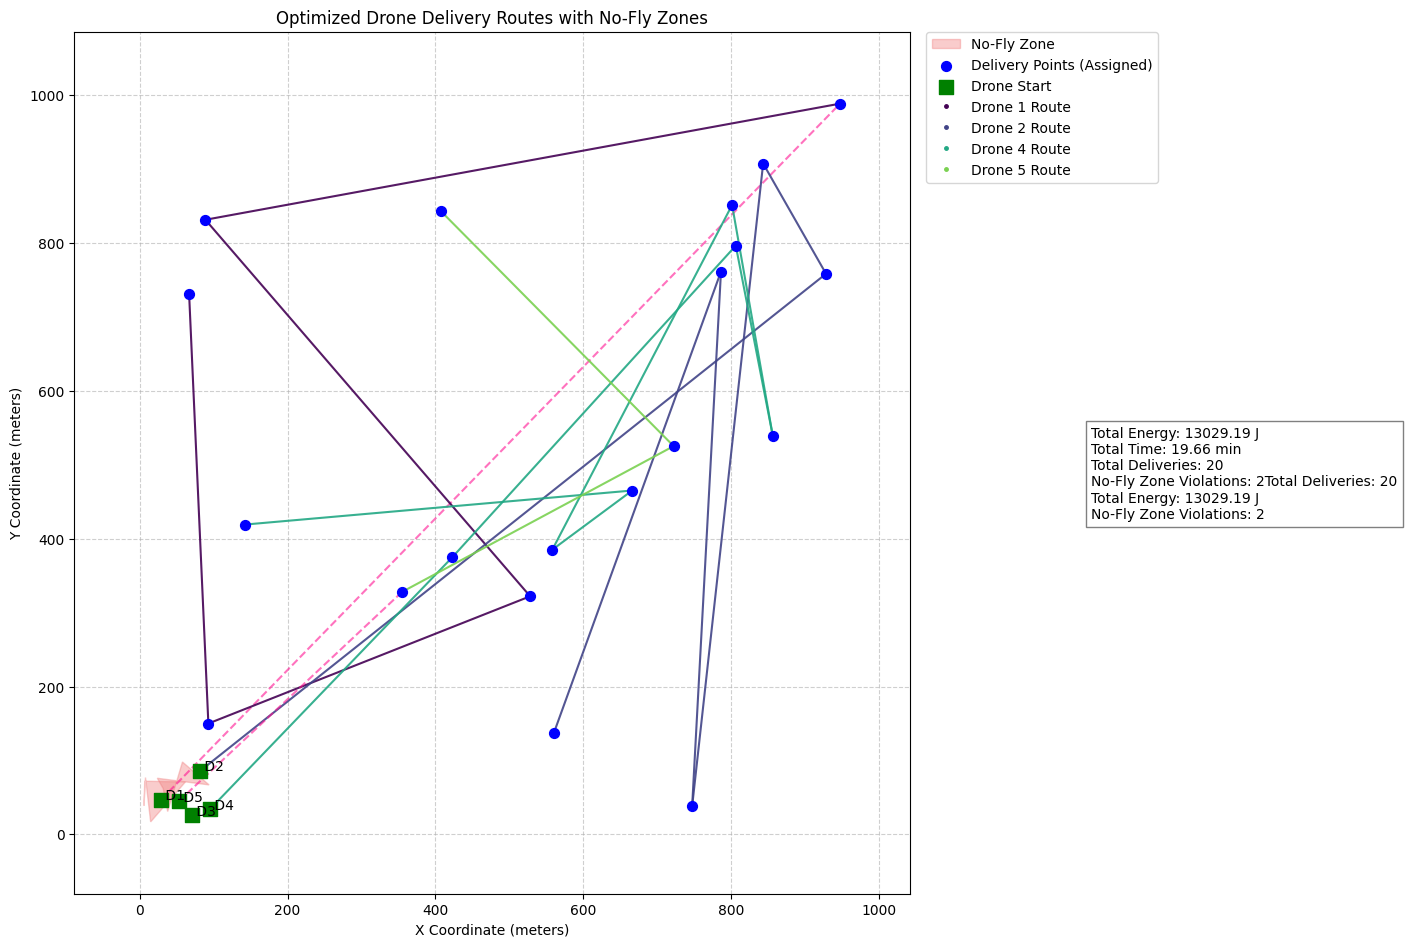 Optimized Drone Delivery Routes with No-Fly Zones
No-Fly Zone
Delivery Points (Assigned)
Drone Start
Drone 1 Route
Drone 2 Route
Drone 4 Route
Drone 5 Route
Y Coordinate (meters)
1000
800
600
400
200
0
D2
D1
D5
D4
D3
Total Energy: 13029.19 J
Total Time: 19.66 min
Total Deliveries: 20
No-Fly Zone Violations: 2Total Deliveries: 20
Total Energy: 13029.19 J
No-Fly Zone Violations: 2
0 200 400 600 800 1000
X Coordinate (meters)